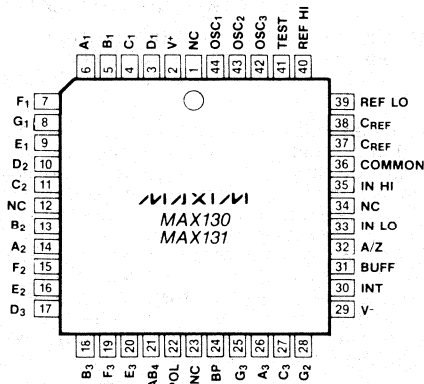 A1 B1 C1 D1 V+ NC OSC1 OSC2 OSC3 TEST REF HI
6 5 4 3 2 1 44 43 42 41 40
F1 7
G1 8
E1 9
D2 10
C2 11
NC 12
B2 13
A2 14
F2 15
E2 16
D3 17
MAXIM
MAX130
MAX131
39 REF LO
38 CREF
37 CREF
36 COMMON
35 IN HI
34 NC
33 IN LO
32 A/Z
31 BUFF
30 INT
29 V-
18 19 20 21 22 23 24 25 26 27 28
B3 F3 E3 AB4 POL NC BP G3 A3 C3 G2